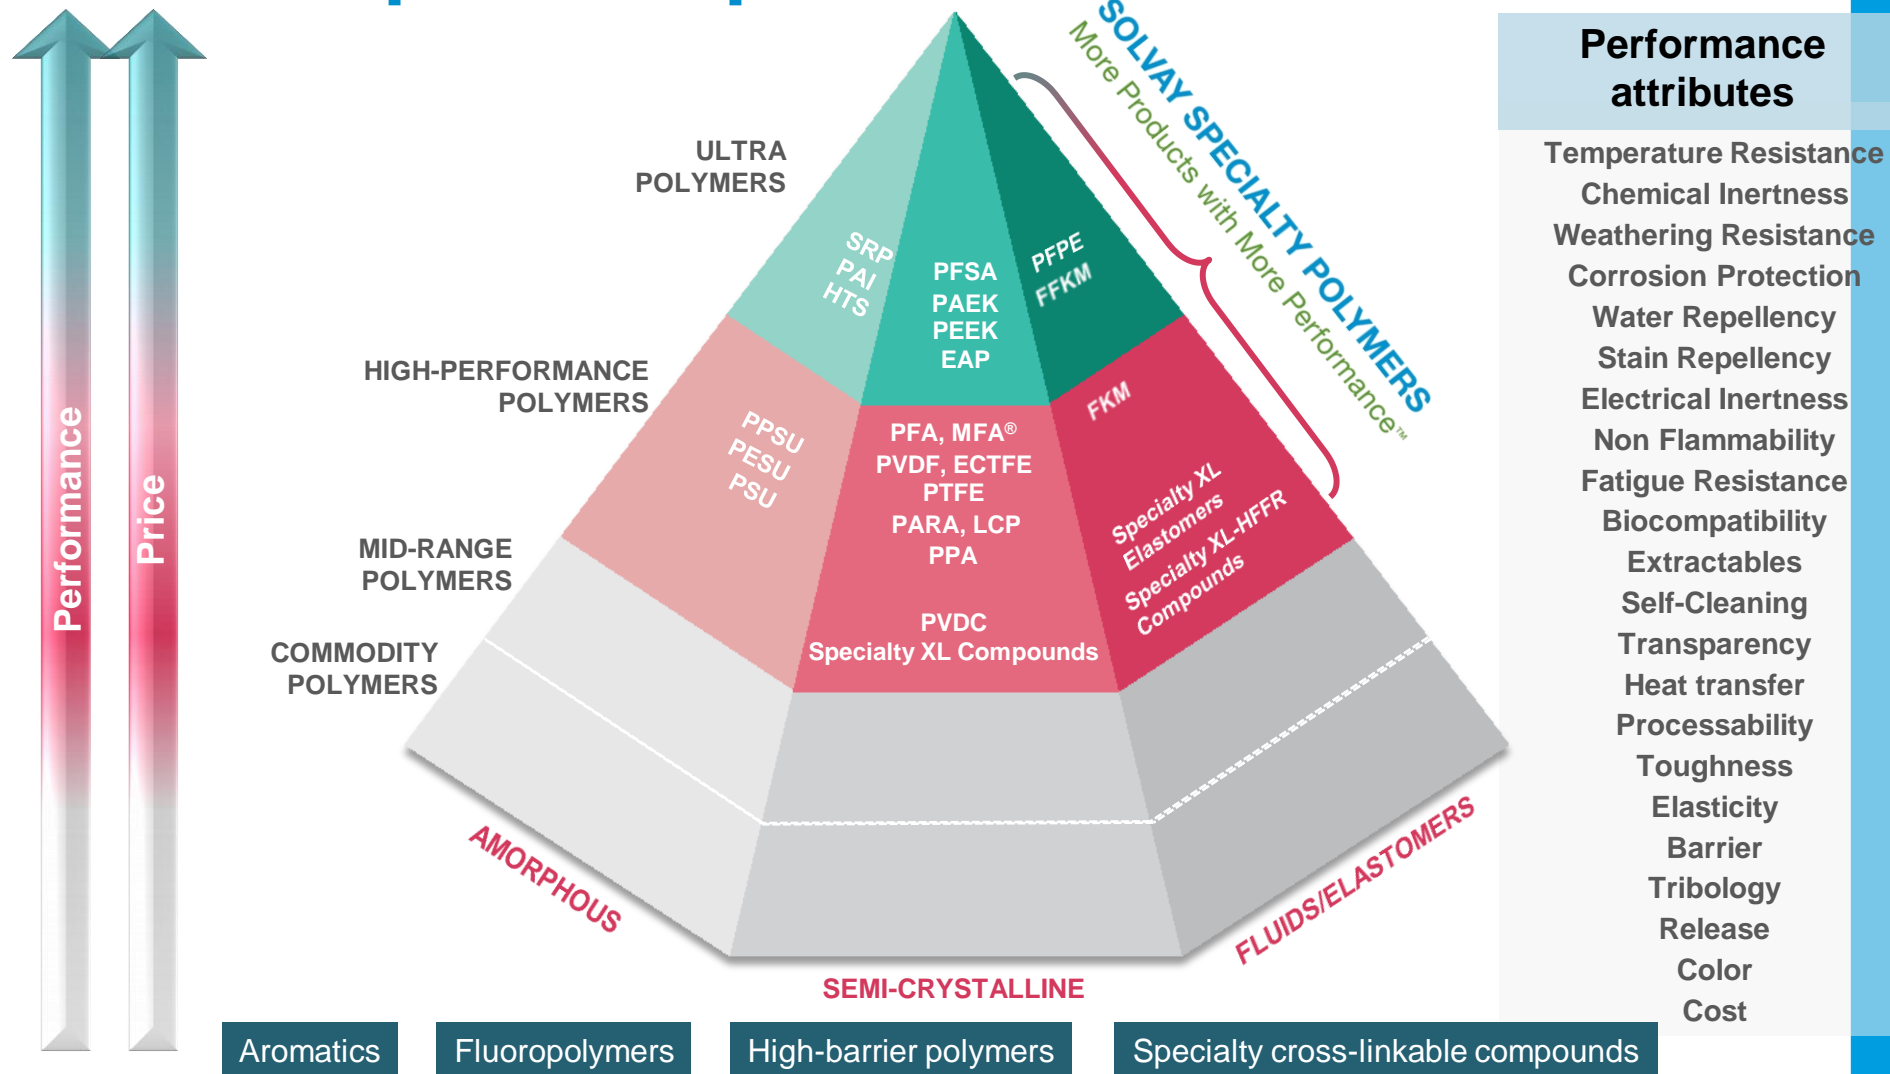 SOLVAY SPECIALTY POLYMERS
More Products with More Performance™
Performance
Price
ULTRA
POLYMERS
HIGH-PERFORMANCE
POLYMERS
MID-RANGE
POLYMERS
COMMODITY
POLYMERS
SRP
PAI
HTS
PFSA
PAEK
PEEK
EAP
PFPE
FFKM
PPSU
PESU
PSU
PFA, MFA®
PVDF, ECTFE
PTFE
PARA, LCP
PPA
PVDC
Specialty XL Compounds
FKM
Specialty XL
Elastomers
Specialty XL-HFFR
Compounds
AMORPHOUS
SEMI-CRYSTALLINE
FLUIDS/ELASTOMERS
Performance
attributes
Temperature Resistance
Chemical Inertness
Weathering Resistance
Corrosion Protection
Water Repellency
Stain Repellency
Electrical Inertness
Non Flammability
Fatigue Resistance
Biocompatibility
Extractables
Self-Cleaning
Transparency
Heat transfer
Processability
Toughness
Elasticity
Barrier
Tribology
Release
Color
Cost
Aromatics
Fluoropolymers
High-barrier polymers
Specialty cross-linkable compounds